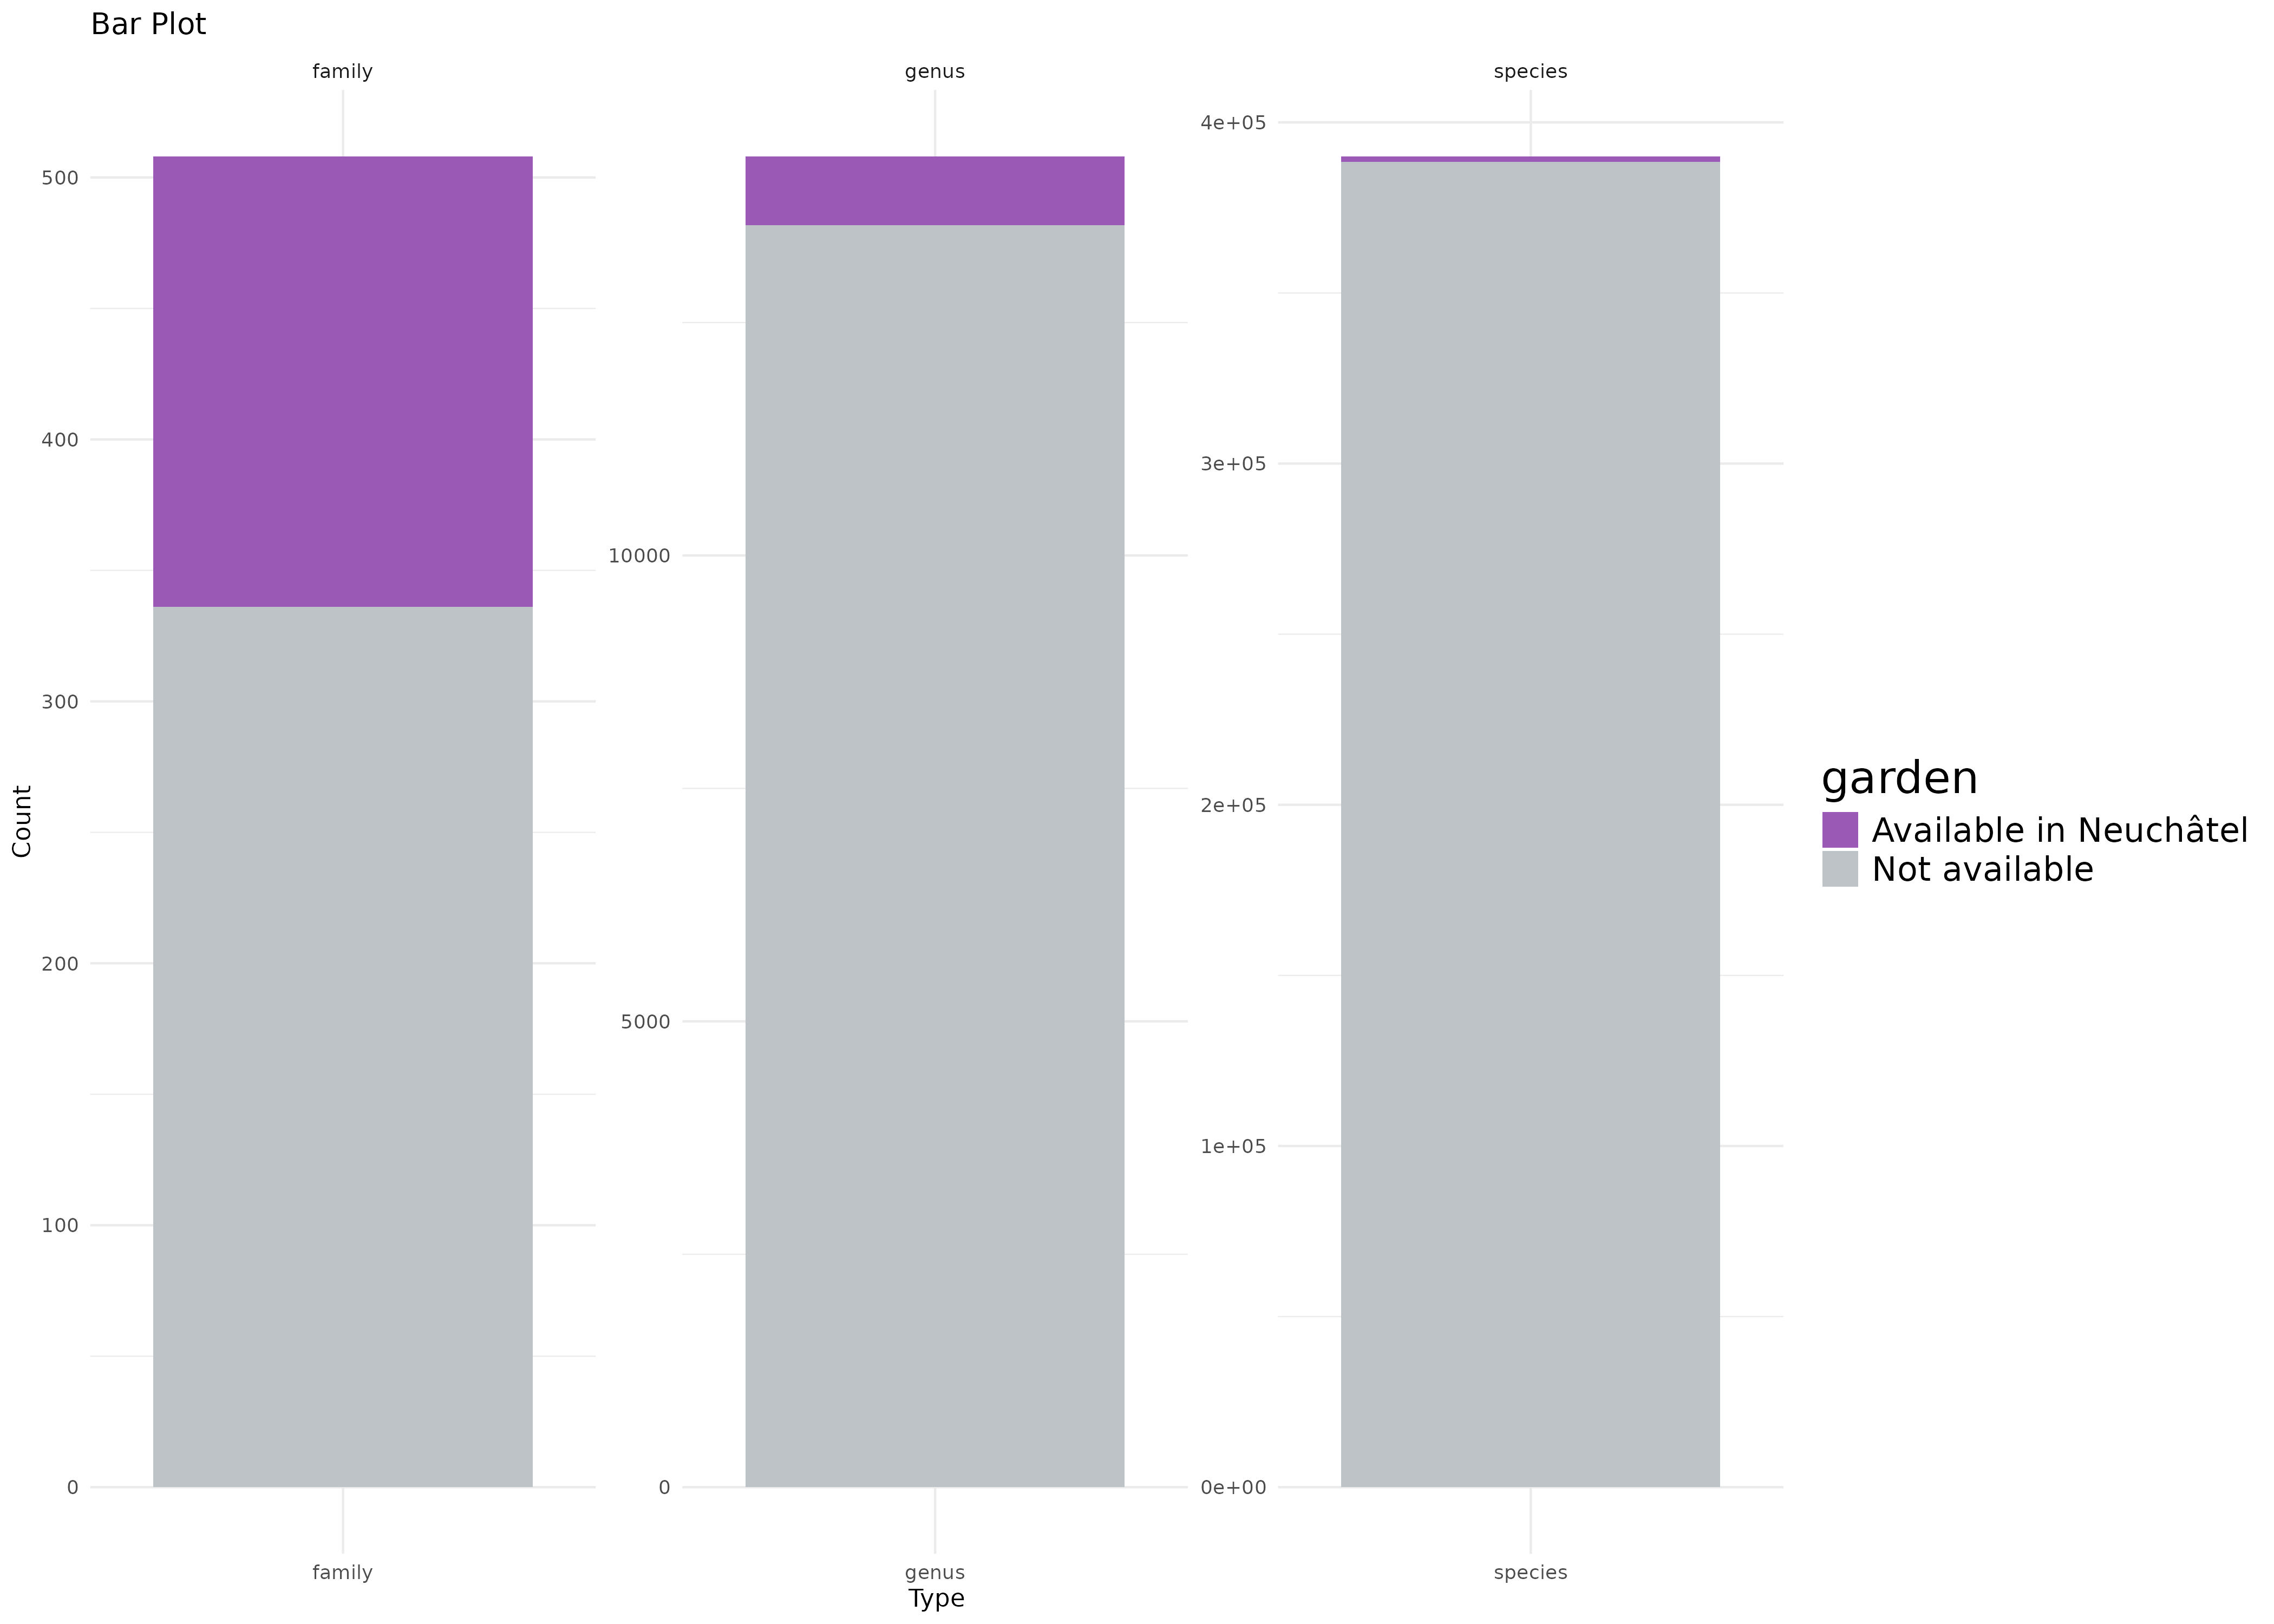 Bar Plot
family
genus
species
Count
500
400
300
200
100
0
10000
5000
0
4e+05
3e+05
2e+05
1e+05
0e+00
family
genus
species
Type
garden
Available in Neuchâtel
Not available